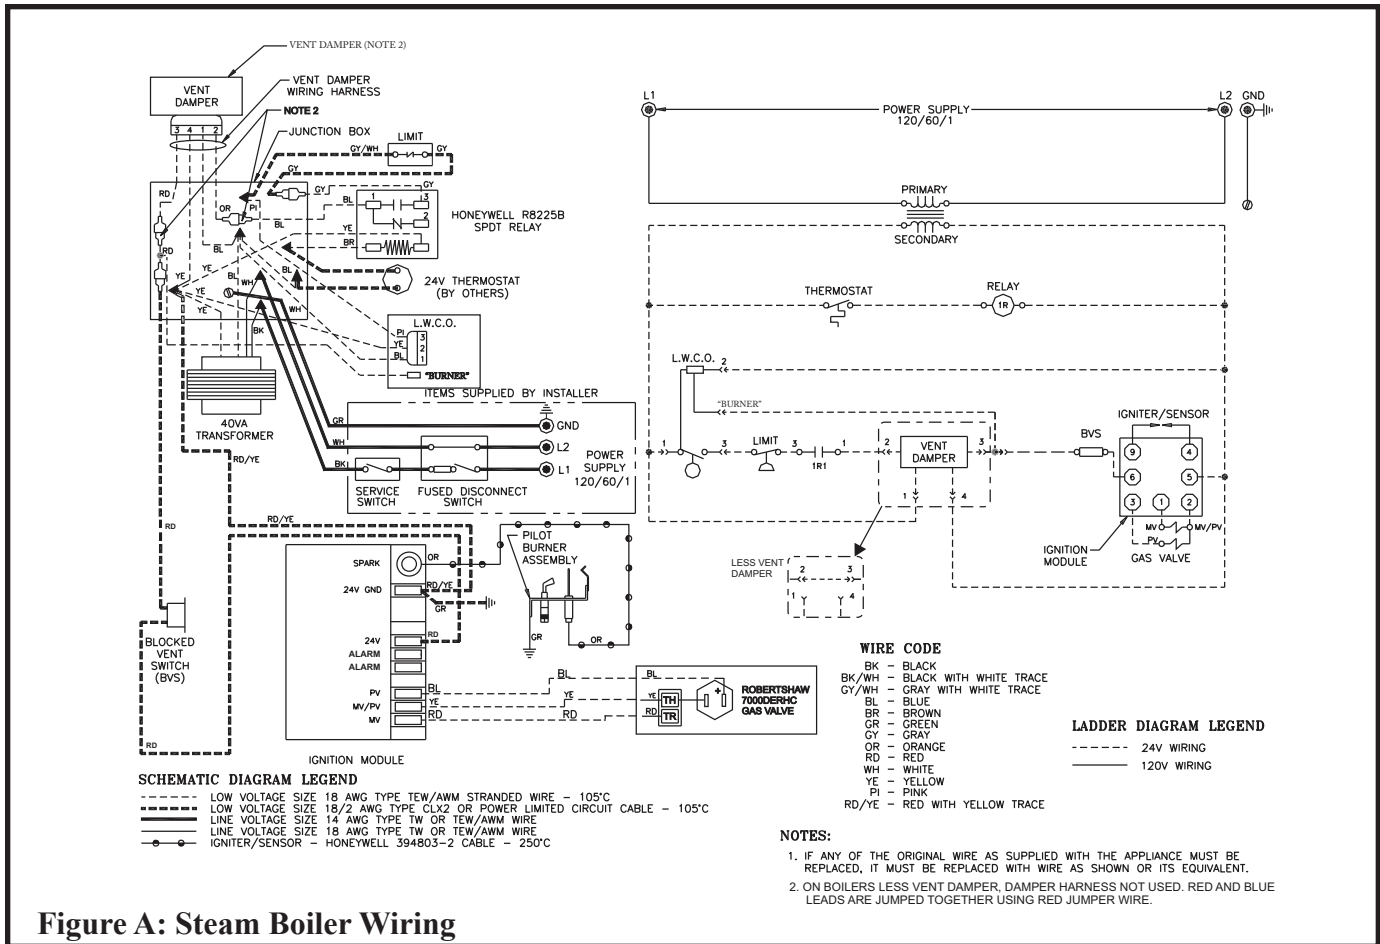 VENT DAMPER (NOTE 2)
VENT
DAMPER
VENT DAMPER
WIRING HARNESS
NOTE 2
3 4 1 2
JUNCTION BOX
LIMIT
GY/WH
GY
GY
RD
OR
PI
GY
GY
BL
1
3
2
HONEYWELL R8225B
SPDT RELAY
BL
YE
BR
RD
BL
YE
YE
BL
WH
BL
YE
YE
BK
WH
24V THERMOSTAT
(BY OTHERS)
L.W.C.O.
PI
YE
BL
3
2
1
"BURNER"
40VA
TRANSFORMER
ITEMS SUPPLIED BY INSTALLER
GR
WH
BK
GND
L2
L1
POWER
SUPPLY
120/60/1
SERVICE
SWITCH
FUSED DISCONNECT
SWITCH
RD/YE
RD
RD/YE
SPARK
OR
PILOT
BURNER
ASSEMBLY
24V GND
RD/YE
GR
GR
OR
24V
RD
ALARM
ALARM
PV
BL
MV/PV
YE
MV
RD
BL
YE
RD
BL
YE
RD
TH
TR
ROBERTSHAW
7000DERHC
GAS VALVE
BLOCKED
VENT
SWITCH
(BVS)
RD
IGNITION MODULE
L1
POWER SUPPLY
120/60/1
L2
GND
PRIMARY
SECONDARY
THERMOSTAT
RELAY
1R
L.W.C.O.
2
"BURNER"
1
3
LIMIT
3
1R1
1
2
VENT
DAMPER
3
1
4
BVS
IGNITER/SENSOR
9
4
6
5
3
1
2
MV
MV/PV
PV
IGNITION
MODULE
GAS VALVE
LESS VENT
DAMPER
2
3
1
4
WIRE CODE
BK - BLACK
BK/WH - BLACK WITH WHITE TRACE
GY/WH - GRAY WITH WHITE TRACE
BL - BLUE
BR - BROWN
GR - GREEN
GY - GRAY
OR - ORANGE
RD - RED
WH - WHITE
YE - YELLOW
PI - PINK
RD/YE - RED WITH YELLOW TRACE
LADDER DIAGRAM LEGEND
24V WIRING
120V WIRING
SCHEMATIC DIAGRAM LEGEND
LOW VOLTAGE SIZE 18 AWG TYPE TEW/AWM STRANDED WIRE - 105°C
LOW VOLTAGE SIZE 18/2 AWG TYPE CLX2 OR POWER LIMITED CIRCUIT CABLE - 105°C
LINE VOLTAGE SIZE 14 AWG TYPE TW OR TEW/AWM WIRE
LINE VOLTAGE SIZE 18 AWG TYPE TW OR TEW/AWM WIRE
IGNITER/SENSOR - HONEYWELL 394803-2 CABLE - 250°C
NOTES:
1. IF ANY OF THE ORIGINAL WIRE AS SUPPLIED WITH THE APPLIANCE MUST BE
REPLACED, IT MUST BE REPLACED WITH WIRE AS SHOWN OR ITS EQUIVALENT.
2. ON BOILERS LESS VENT DAMPER, DAMPER HARNESS NOT USED. RED AND BLUE
LEADS ARE JUMPED TOGETHER USING RED JUMPER WIRE.
Figure A: Steam Boiler Wiring